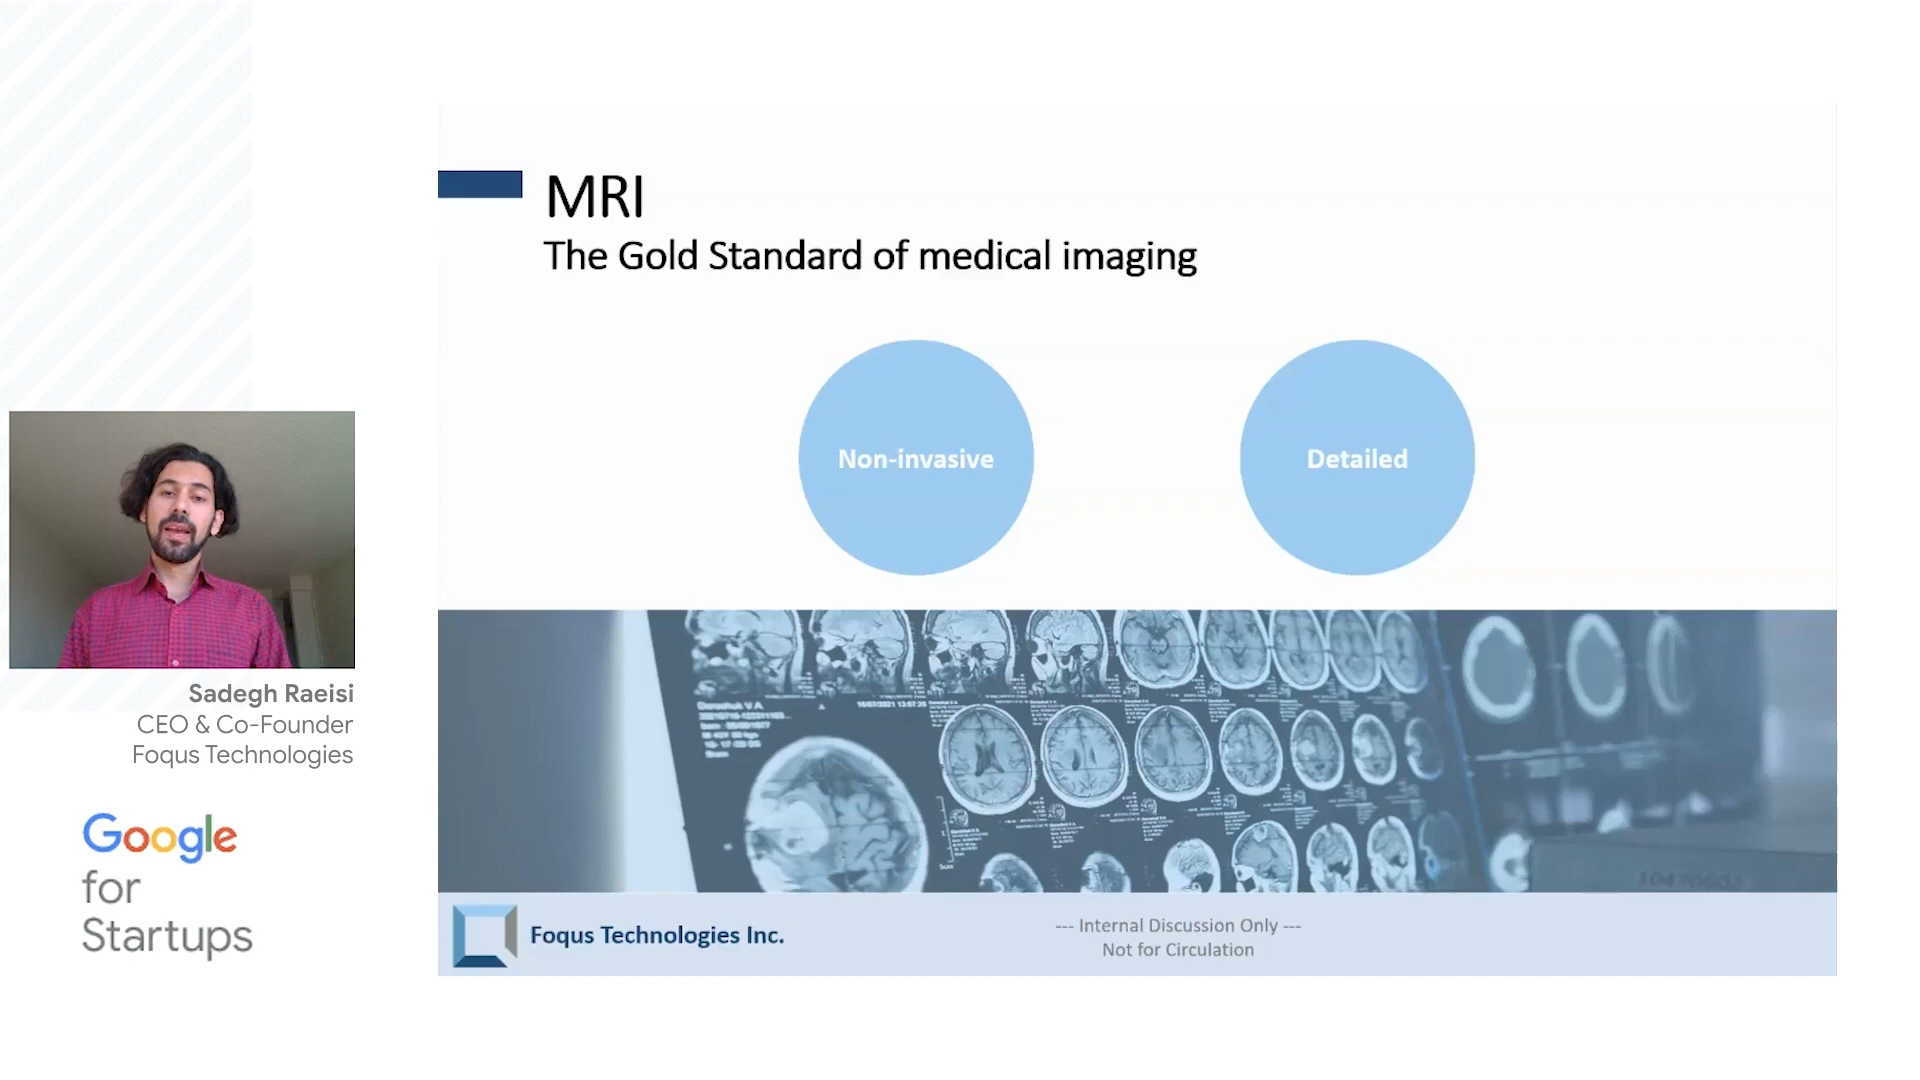 MRI
The Gold Standard of medical imaging
Non-invasive
Detailed
Sadegh Raeisi
CEO & Co-Founder
Foqus Technologies
Google
for
Startups
Foqus Technologies Inc.
--- Internal Discussion Only ---
Not for Circulation